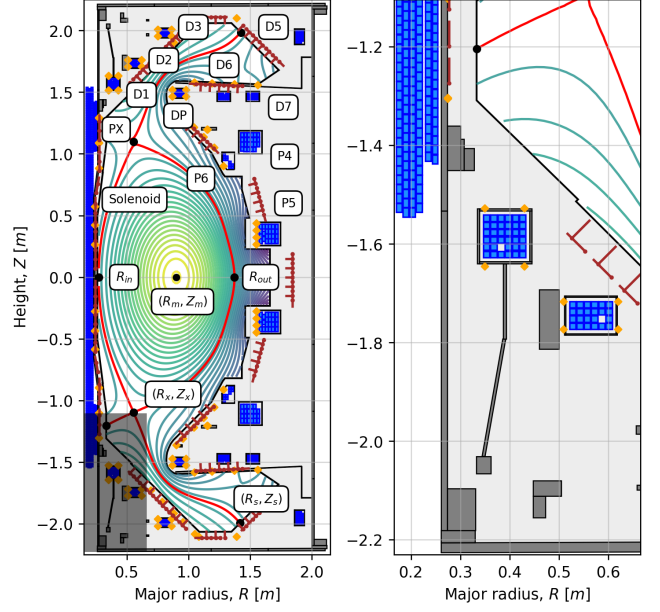 D3
D5
D2
D6
D1
D7
PX
DP
P4
P6
P5
Solenoid
R_in
R_out
(R_m, Z_m)
(R_x, Z_x)
(R_s, Z_s)
2.0
1.5
1.0
0.5
0.0
−0.5
−1.0
−1.5
−2.0
Height, Z [m]
0.5
1.0
1.5
2.0
Major radius, R [m]
−1.2
−1.4
−1.6
−1.8
−2.0
−2.2
0.2
0.3
0.4
0.5
0.6
Major radius, R [m]